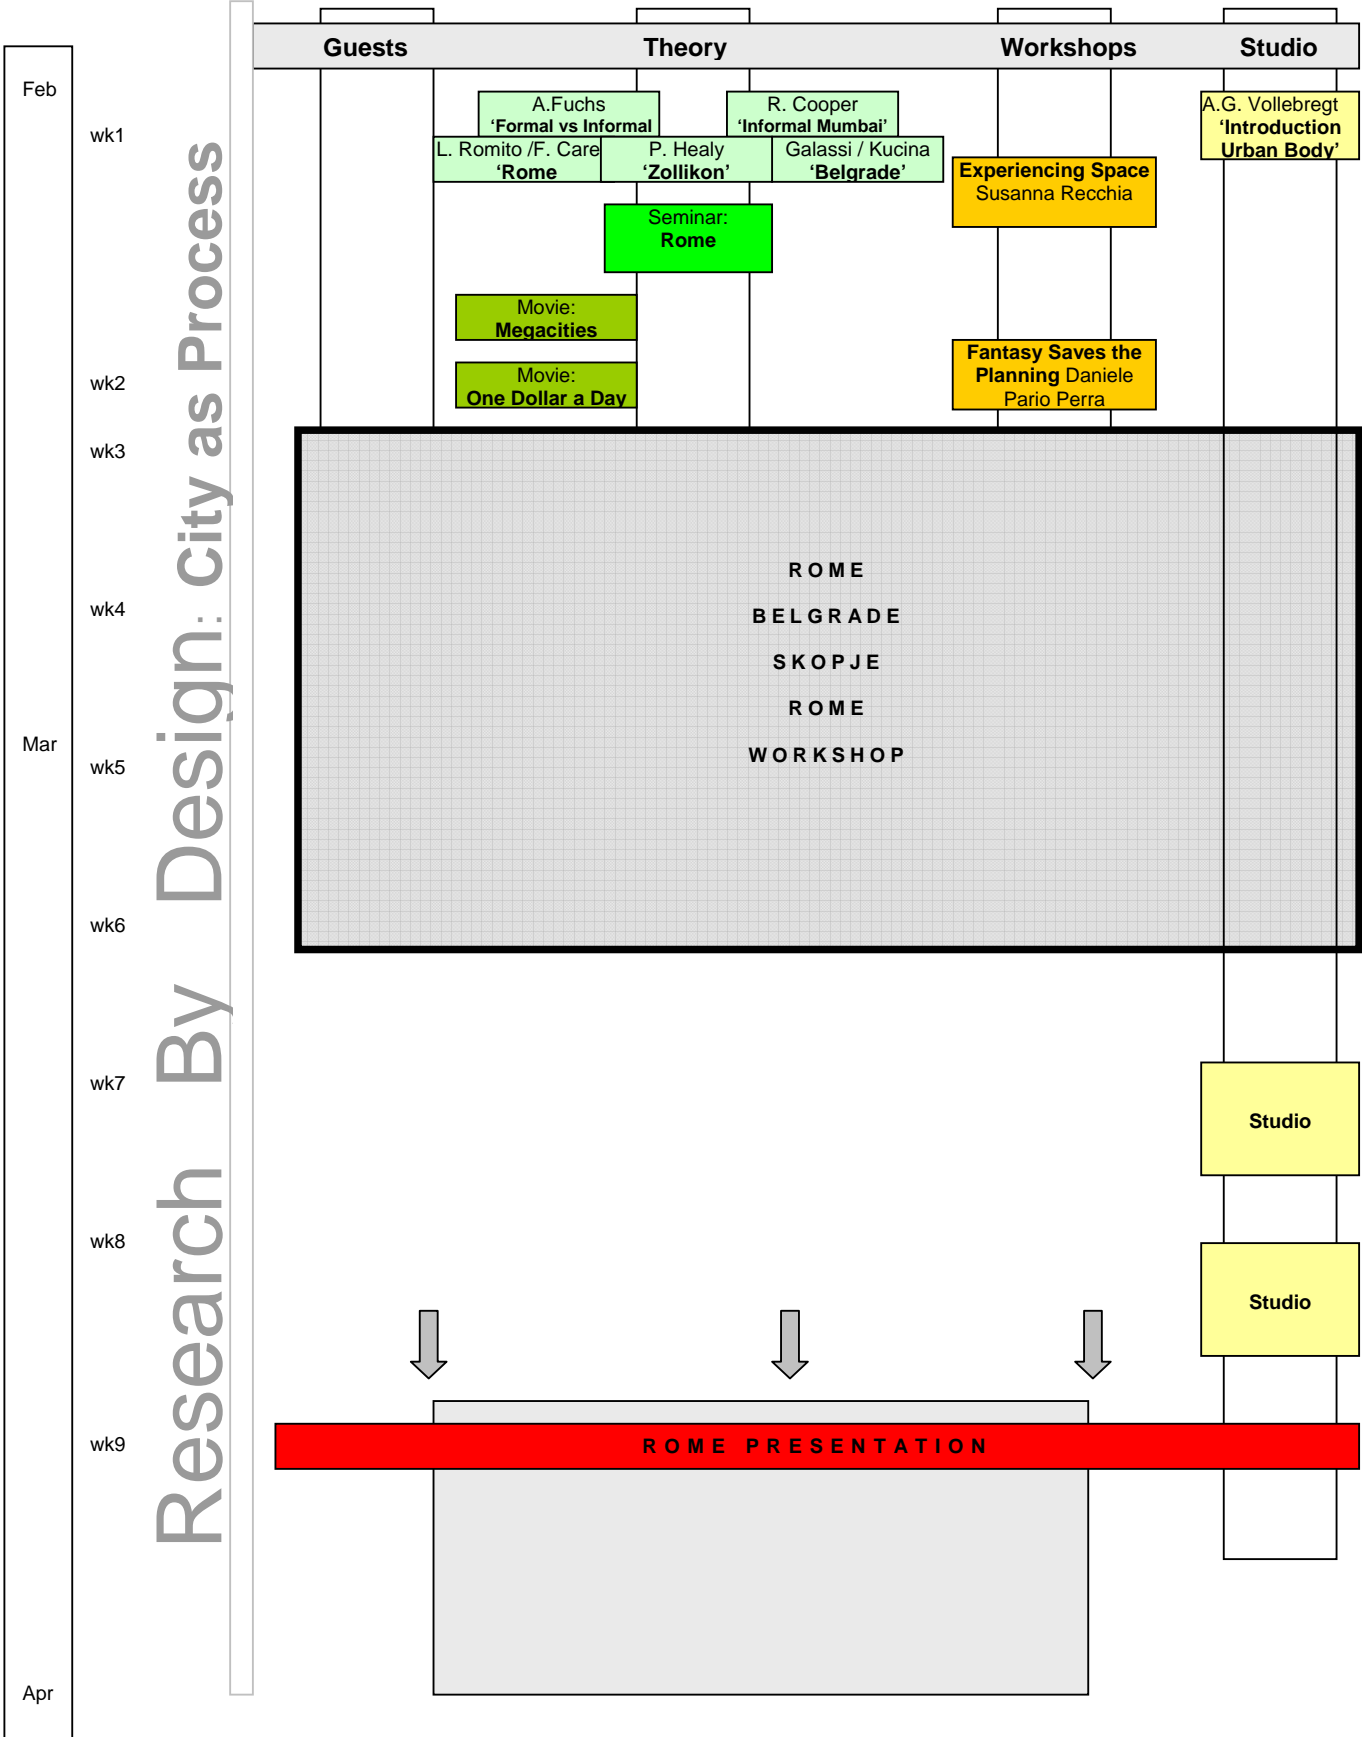 Guests Theory Workshops Studio
Feb
wk1
A.Fuchs
‘Formal vs Informal
R. Cooper
‘Informal Mumbai’
L. Romito /F. Care
‘Rome
P. Healy
‘Zollikon’
Galassi / Kucina
‘Belgrade’
A.G. Vollebregt
‘Introduction
Urban Body’
Experiencing Space
Susanna Recchia
Seminar:
Rome
Movie:
Megacities
wk2
Movie:
One Dollar a Day
Fantasy Saves the
Planning Daniele
Pario Perra
wk3
ROME
wk4
BELGRADE
SKOPJE
ROME
Mar
WORKSHOP
wk5
wk6
wk7
Studio
wk8
Studio
wk9
ROME PRESENTATION
Apr
Research By Design: City as Process